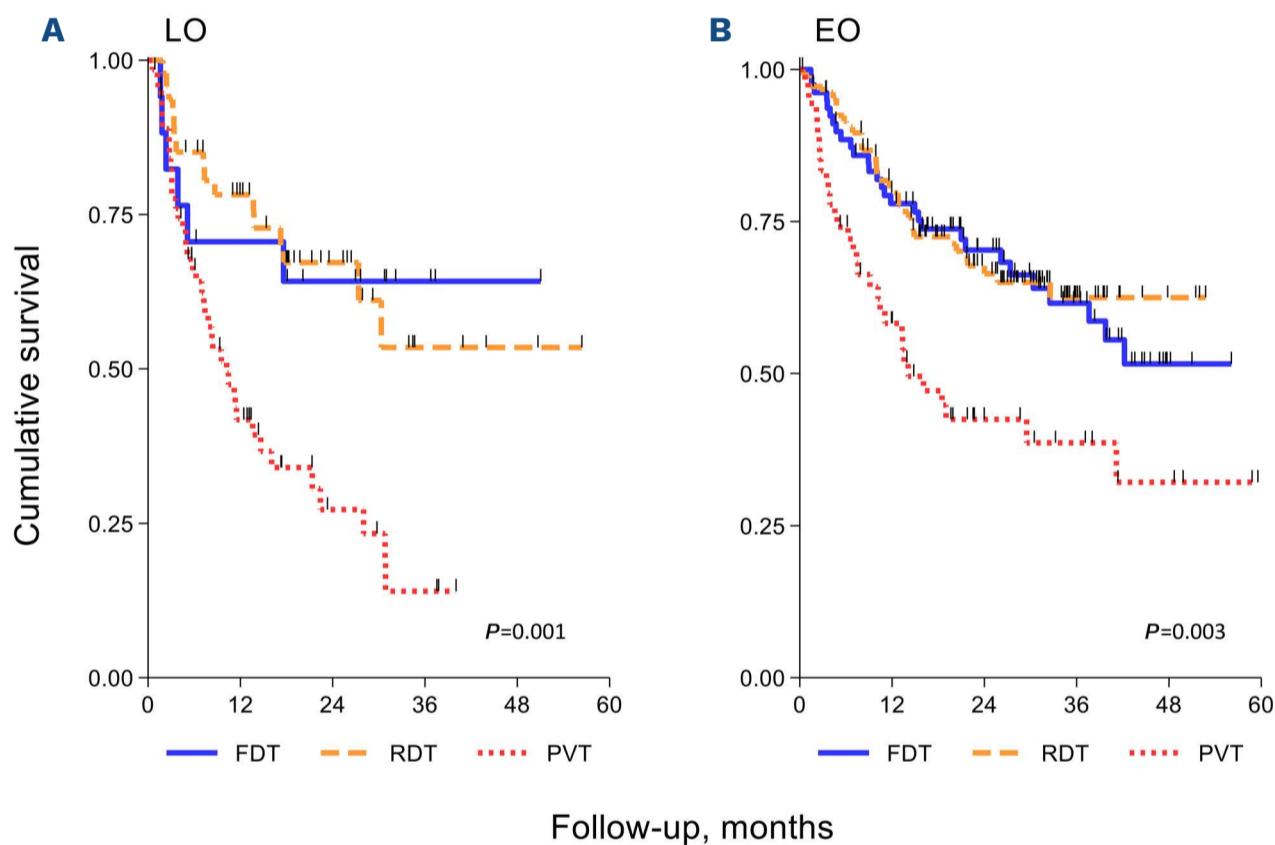 A LO
Cumulative survival
1.00
0.75
0.50
0.25
0.00
P=0.001
0 12 24 36 48 60
FDT RDT PVT
B EO
1.00
0.75
0.50
0.25
0.00
P=0.003
0 12 24 36 48 60
FDT RDT PVT
Follow-up, months